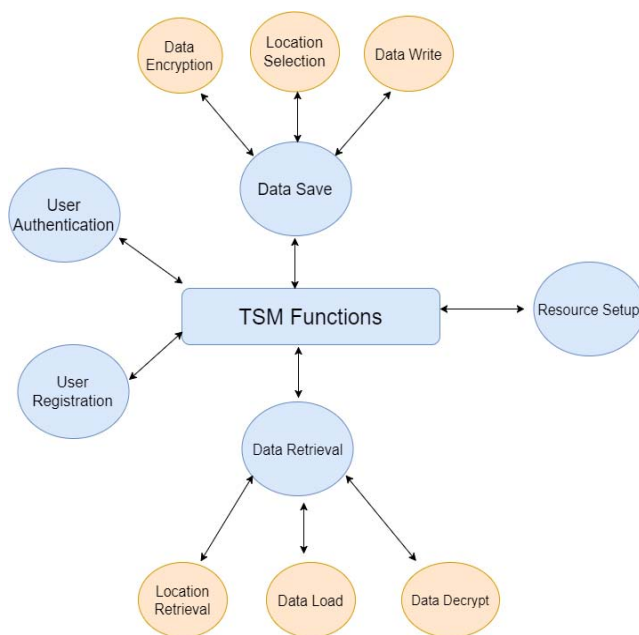 Data
Encryption
Location
Selection
Data Write
Data Save
User
Authentication
TSM Functions
Resource Setup
User
Registration
Data Retrieval
Location
Retrieval
Data Load
Data Decrypt